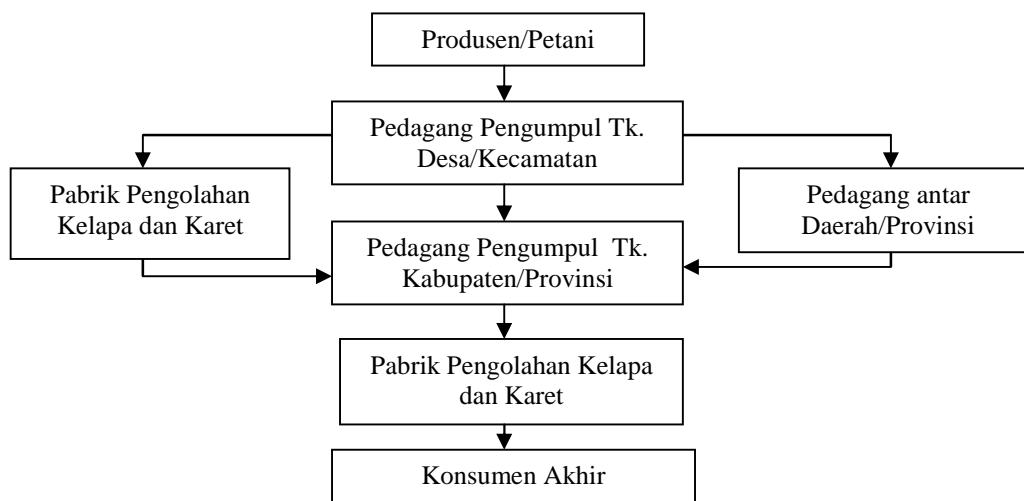 Produsen/Petani
Pedagang Pengumpul Tk.
Desa/Kecamatan
Pabrik Pengolahan
Kelapa dan Karet
Pedagang antar
Daerah/Provinsi
Pedagang Pengumpul Tk.
Kabupaten/Provinsi
Pabrik Pengolahan Kelapa
dan Karet
Konsumen Akhir